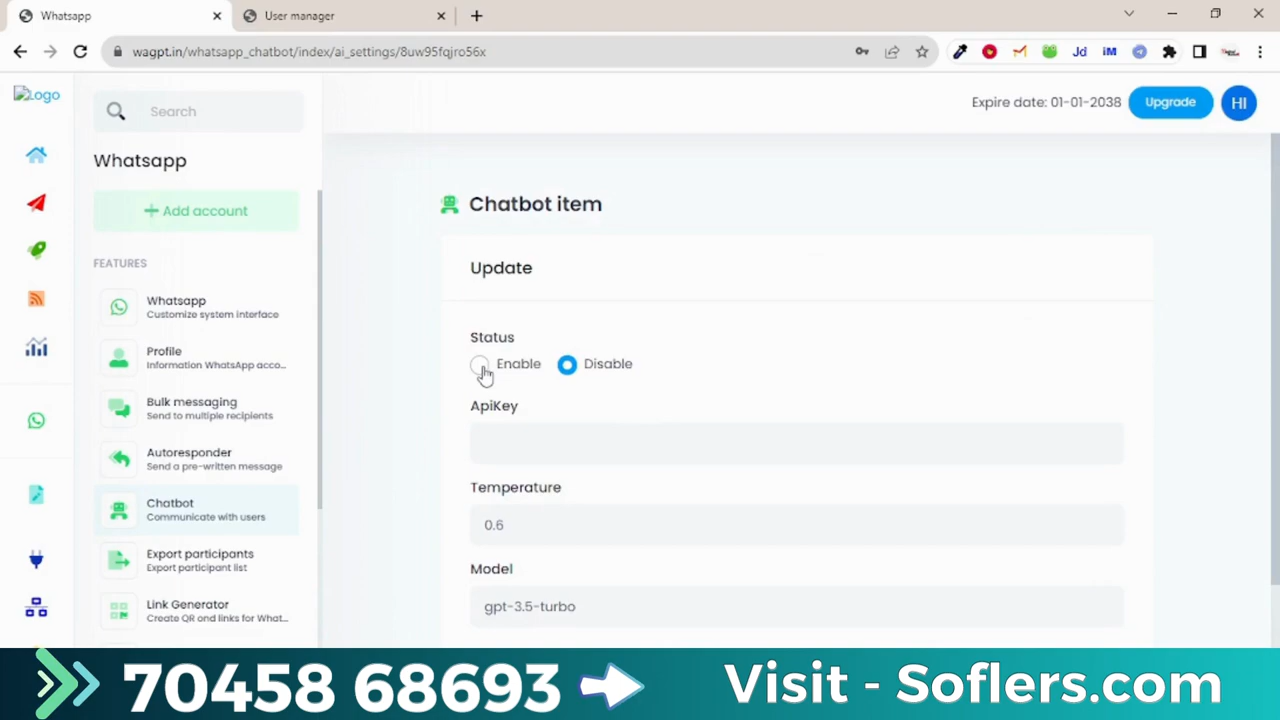 Whatsapp
User manager
wagpt.in/whatsapp_chatbot/index/ai_settings/8uw95fqjro56x
Jd
iM
Logo
Search
Expire date: 01-01-2038
Upgrade
HI
Whatsapp
Add account
FEATURES
Whatsapp
Customize system interface
Profile
Information WhatsApp acco...
Bulk messaging
Send to multiple recipients
Autoresponder
Send a pre-written message
Chatbot
Communicate with users
Export participants
Export participant list
Link Generator
Create QR and links for What...
Chatbot item
Update
Status
Enable
Disable
ApiKey
Temperature
0.6
Model
gpt-3.5-turbo
70458 68693
Visit - Soflers.com